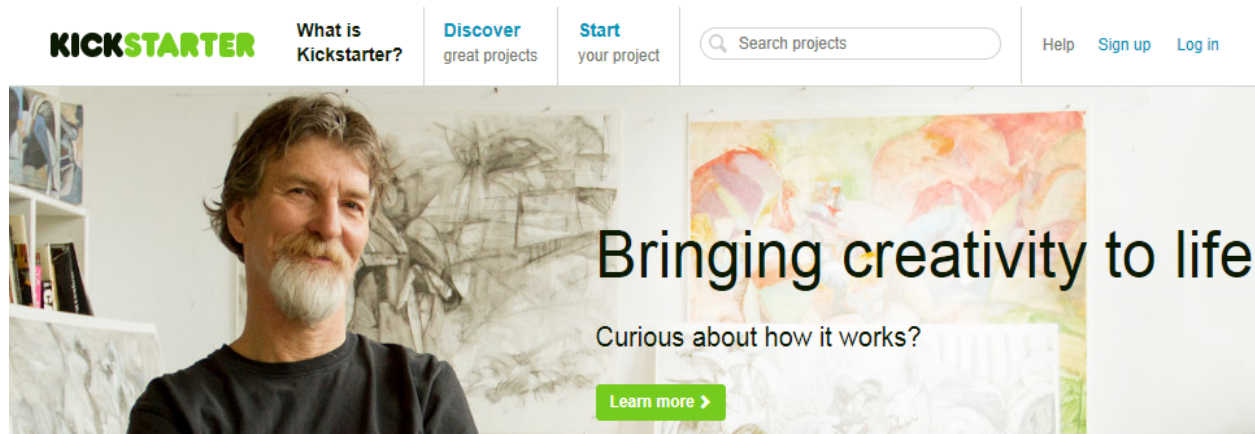 KICKSTARTER
What is
Kickstarter?
Discover
great projects
Start
your project
Search projects
Help
Sign up
Log in
Bringing creativity to life
Curious about how it works?
Learn more